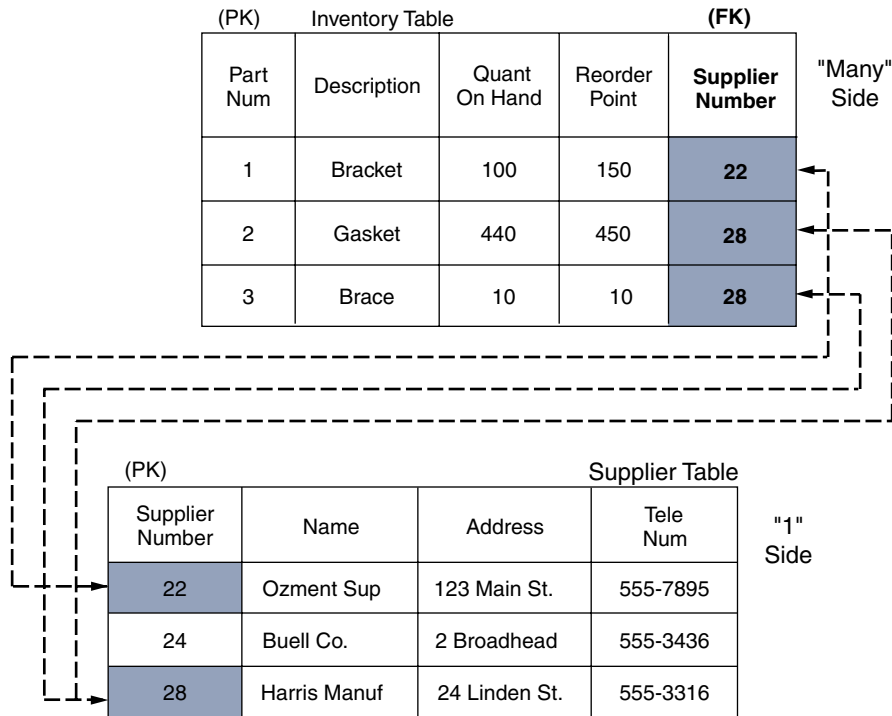 (PK) Inventory Table (FK)
Part Num Description Quant On Hand Reorder Point Supplier Number "Many" Side
1 Bracket 100 150 22
2 Gasket 440 450 28
3 Brace 10 10 28
(PK) Supplier Table
Supplier Number Name Address Tele Num "1" Side
22 Ozment Sup 123 Main St. 555-7895
24 Buell Co. 2 Broadhead 555-3436
28 Harris Manuf 24 Linden St. 555-3316